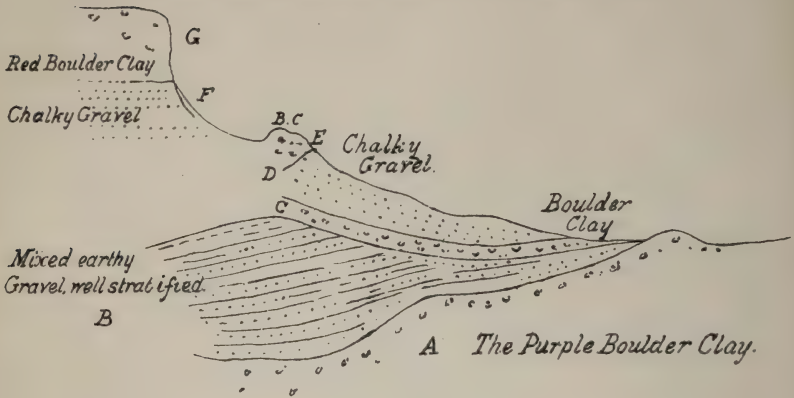 G
Red Boulder Clay
F
Chalky Gravel
B.C
E
Chalky
Gravel.
D
C
Boulder
Clay
Mixed earthy
Gravel, well stratified.
B
A The Purple Boulder Clay.